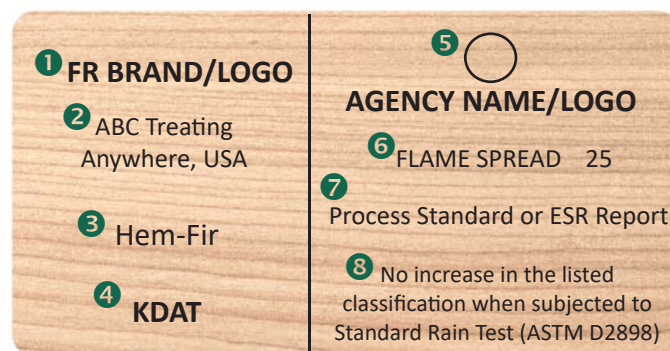 1 FR BRAND/LOGO
2 ABC Treating
Anywhere, USA
3 Hem-Fir
4 KDAT
5
AGENCY NAME/LOGO
6 FLAME SPREAD 25
7
Process Standard or ESR Report
8 No increase in the listed
classification when subjected to
Standard Rain Test (ASTM D2898)